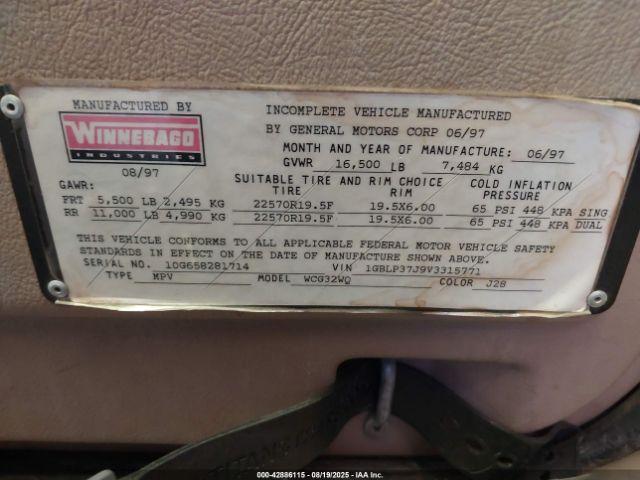 MANUFACTURED BY
WINNEBAGO
INDUSTRIES
08/97
INCOMPLETE VEHICLE MANUFACTURED
BY GENERAL MOTORS CORP 06/97
MONTH AND YEAR OF MANUFACTURE: 06/97
GVWR 16,500 LB 7,484 KG
GAWR: SUITABLE TIRE AND RIM CHOICE COLD INFLATION
TIRE RIM PRESSURE
FRT 5,500 LB 2,495 KG 22570R19.5F 19.5X6.00 65 PSI 448 KPA SING
RR 11,000 LB 4,990 KG 22570R19.5F 19.5X6.00 65 PSI 448 KPA DUAL
THIS VEHICLE CONFORMS TO ALL APPLICABLE FEDERAL MOTOR VEHICLE SAFETY
STANDARDS IN EFFECT ON THE DATE OF MANUFACTURE SHOWN ABOVE.
SERIAL NO. 10G658281714 VIN 1GBLP37J9V3315771
TYPE MPV MODEL WCG32WQ COLOR J28
TITAN
000-42886115 - 08/19/2025 - IAA Inc.